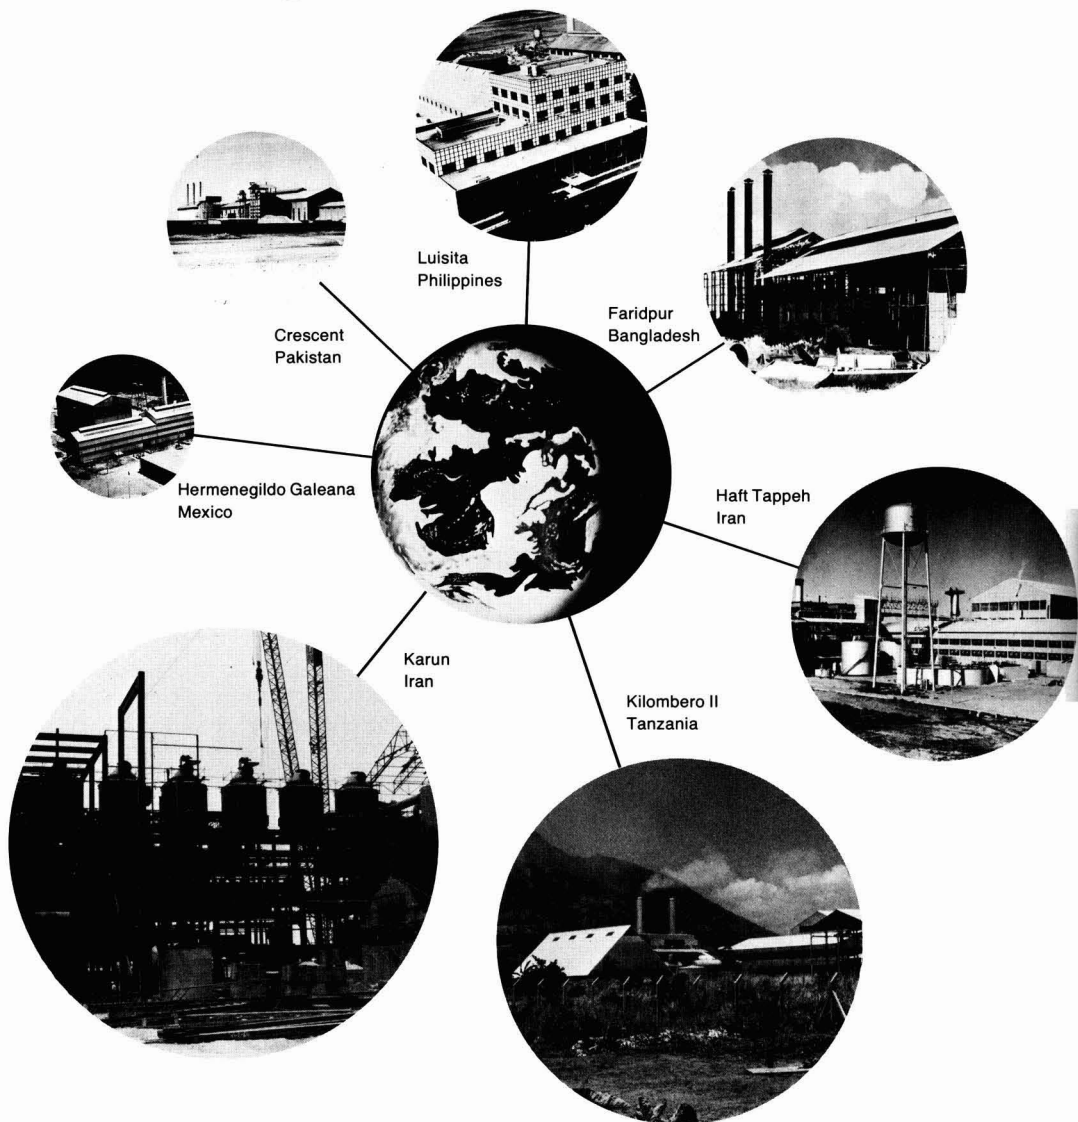 Luisita
Philippines
Crescent
Pakistan
Faridpur
Bangladesh
Hermenegildo Galeana
Mexico
Haft Tappeh
Iran
Karun
Iran
Kilombero II
Tanzania